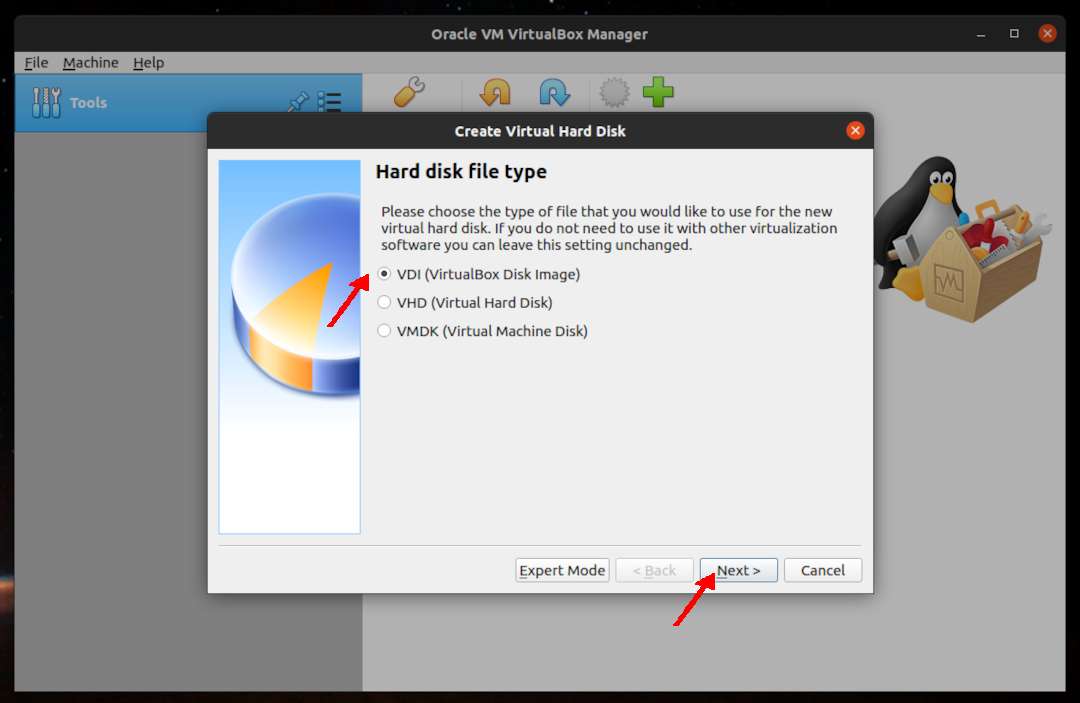 Oracle VM VirtualBox Manager
File Machine Help
Tools
Create Virtual Hard Disk
Hard disk file type
Please choose the type of file that you would like to use for the new
virtual hard disk. If you do not need to use it with other virtualization
software you can leave this setting unchanged.
VDI (VirtualBox Disk Image)
VHD (Virtual Hard Disk)
VMDK (Virtual Machine Disk)
Expert Mode < Back Next > Cancel